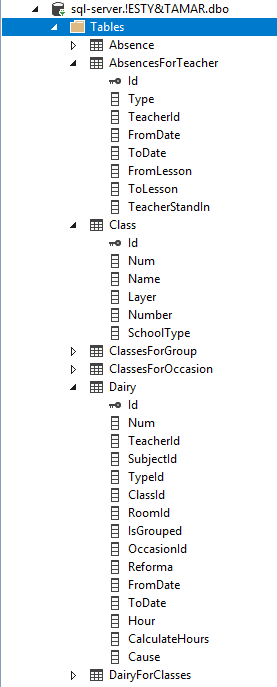 sql-server.!ESTY&TAMAR.dbo
Tables
Absence
AbsencesForTeacher
Id
Type
TeacherId
FromDate
ToDate
FromLesson
ToLesson
TeacherStandIn
Class
Id
Num
Name
Layer
Number
SchoolType
ClassesForGroup
ClassesForOccasion
Dairy
Id
Num
TeacherId
SubjectId
TypeId
ClassId
RoomId
IsGrouped
OccasionId
Reforma
FromDate
ToDate
Hour
CalculateHours
Cause
DairyForClasses